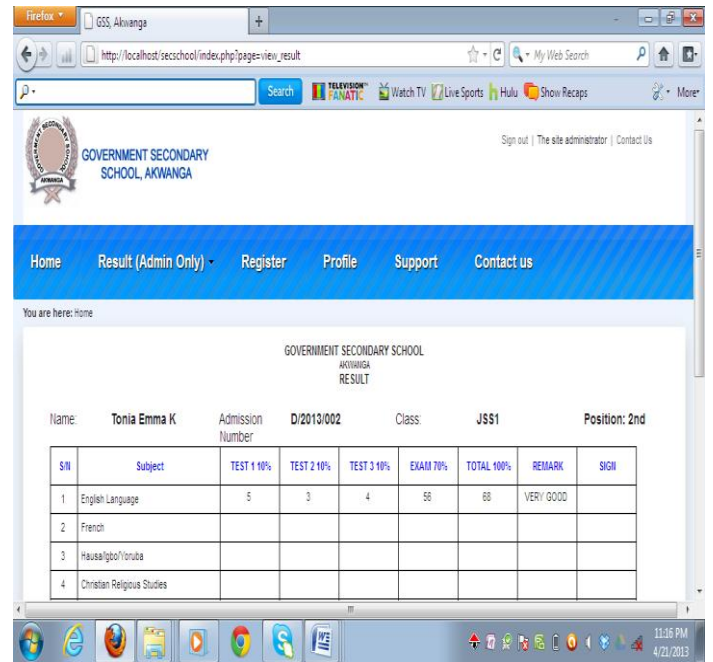 Firefox
GSS, Akwanga
+
http://localhost/secschool/index.php?page=view_result
My Web Search
Search
TELEVISION FANATIC
Watch TV
Live Sports
Hulu
Show Recaps
More
GOVERNMENT SECONDARY
SCHOOL, AKWANGA
AKWANGA
Sign out | The site administrator | Contact Us
Home Result (Admin Only) Register Profile Support Contact us
You are here: Home
GOVERNMENT SECONDARY SCHOOL
AKWANGA
RESULT
Name: Tonia Emma K Admission Number D/2013/002 Class: JSS1 Position: 2nd
S/N Subject TEST 1 10% TEST 2 10% TEST 3 10% EXAM 70% TOTAL 100% REMARK SIGN
1 English Language 5 3 4 56 68 VERY GOOD
2 French
3 Hausa/Igbo/Yoruba
4 Christian Religious Studies
11:16 PM
4/21/2013